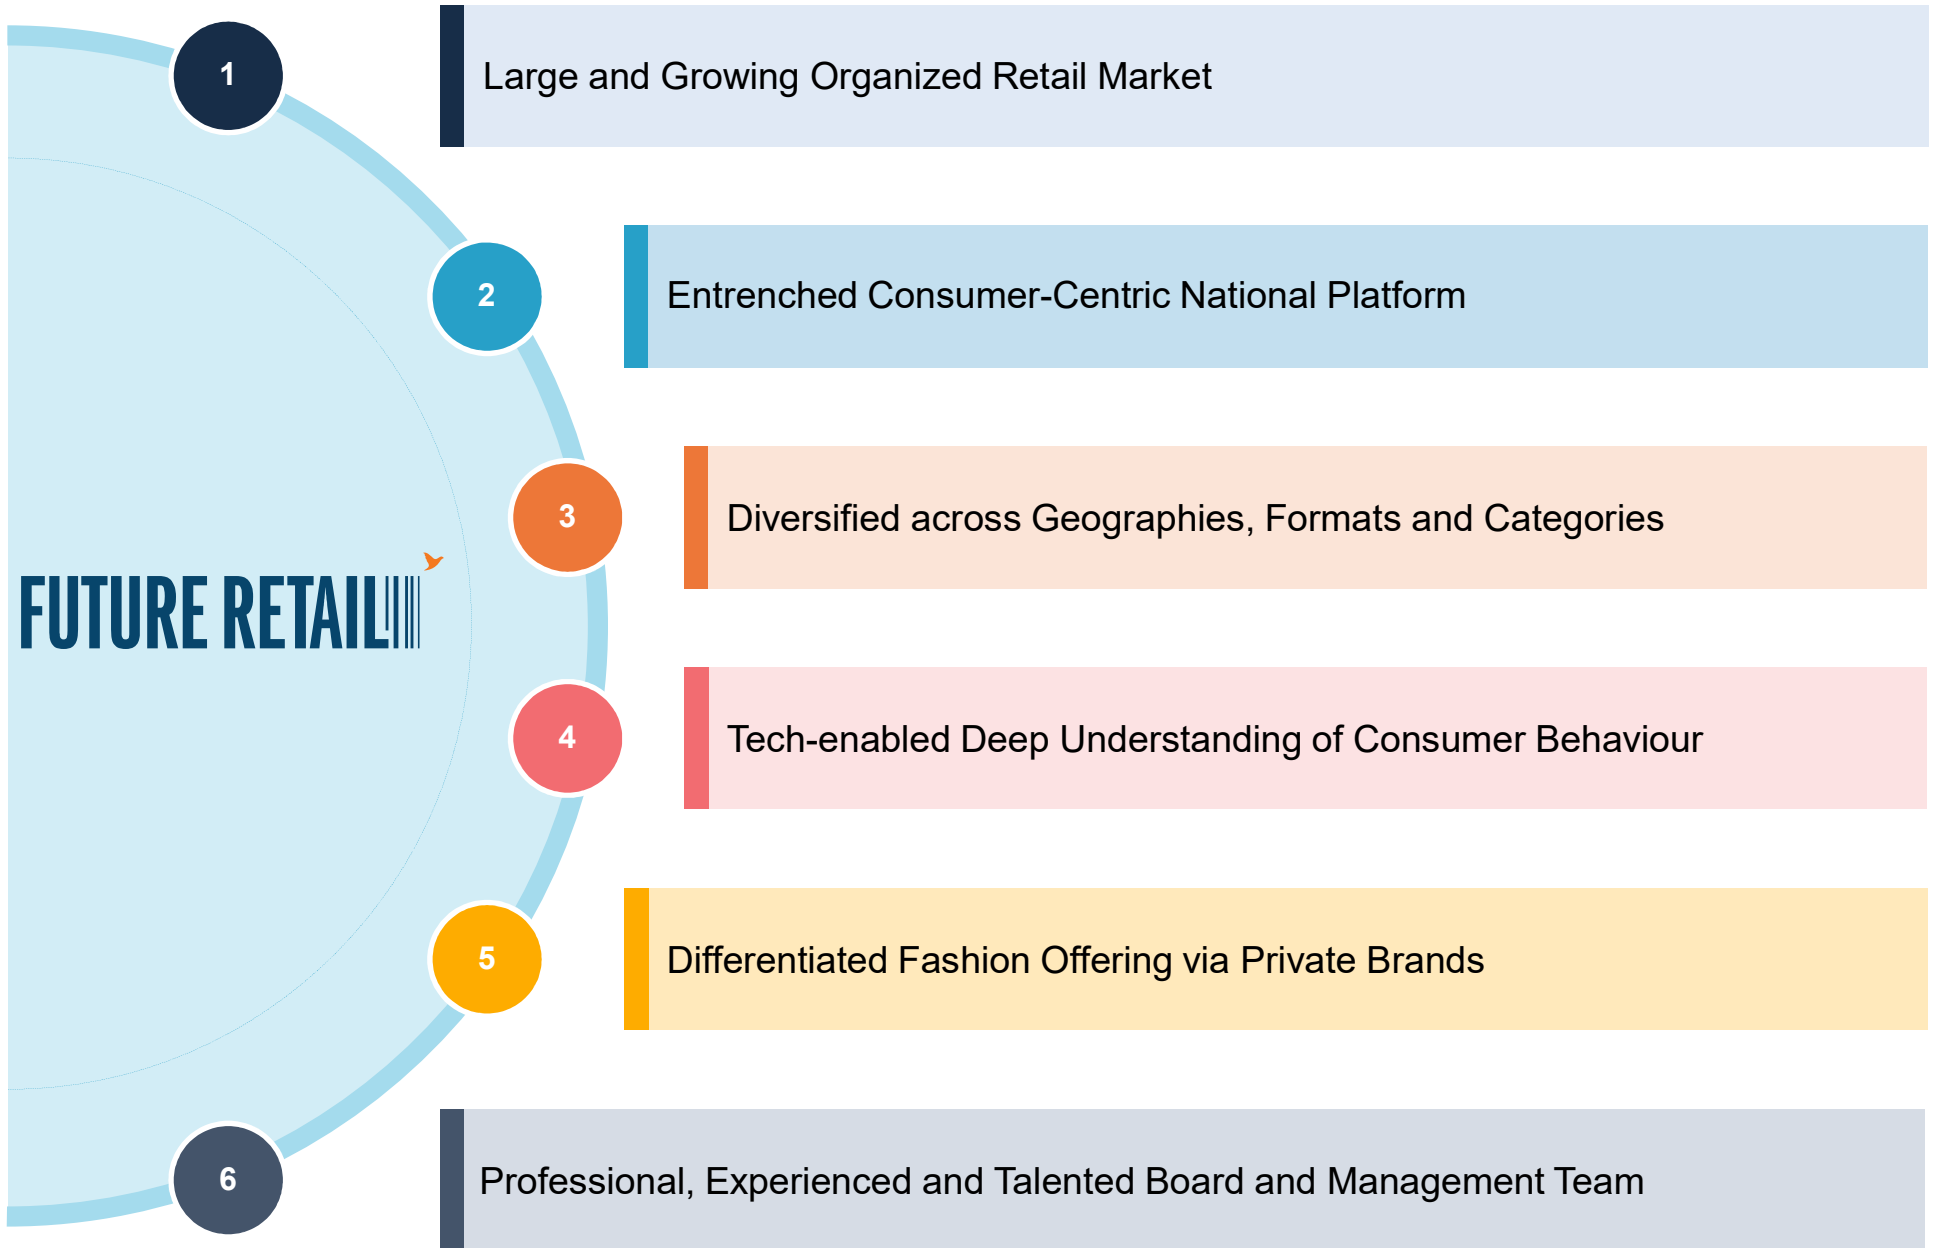 1
Large and Growing Organized Retail Market
2
Entrenched Consumer-Centric National Platform
3
Diversified across Geographies, Formats and Categories
FUTURE RETAIL
4
Tech-enabled Deep Understanding of Consumer Behaviour
5
Differentiated Fashion Offering via Private Brands
6
Professional, Experienced and Talented Board and Management Team